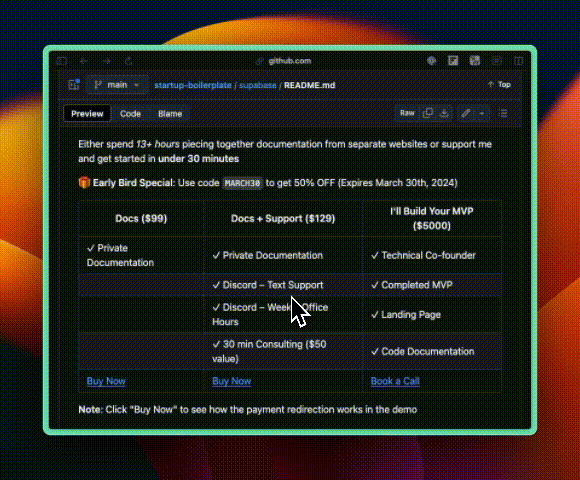 github.com
main
startup-boilerplate / supabase / README.md
Top
Preview
Code
Blame
Raw
Either spend 13+ hours piecing together documentation from separate websites or support me
and get started in under 30 minutes
Early Bird Special: Use code MARCH30 to get 50% OFF (Expires March 30th, 2024)
Docs ($99)
Docs + Support ($129)
I'll Build Your MVP
($5000)
✓ Private
Documentation
✓ Private Documentation
✓ Technical Co-founder
✓ Discord – Text Support
✓ Completed MVP
✓ Discord – Office
Hours
✓ Landing Page
✓ 30 min Consulting ($50
value)
✓ Code Documentation
Buy Now
Buy Now
Book a Call
Note: Click "Buy Now" to see how the payment redirection works in the demo